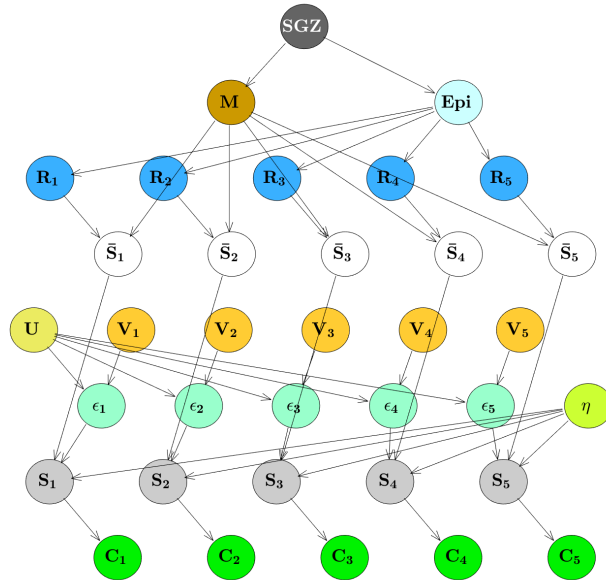 SGZ
M Epi
R₁ R₂ R₃ R₄ R₅
S̄₁ S̄₂ S̄₃ S̄₄ S̄₅
U V₁ V₂ V₃ V₄ V₅
ϵ₁ ϵ₂ ϵ₃ ϵ₄ ϵ₅ η
S₁ S₂ S₃ S₄ S₅
C₁ C₂ C₃ C₄ C₅